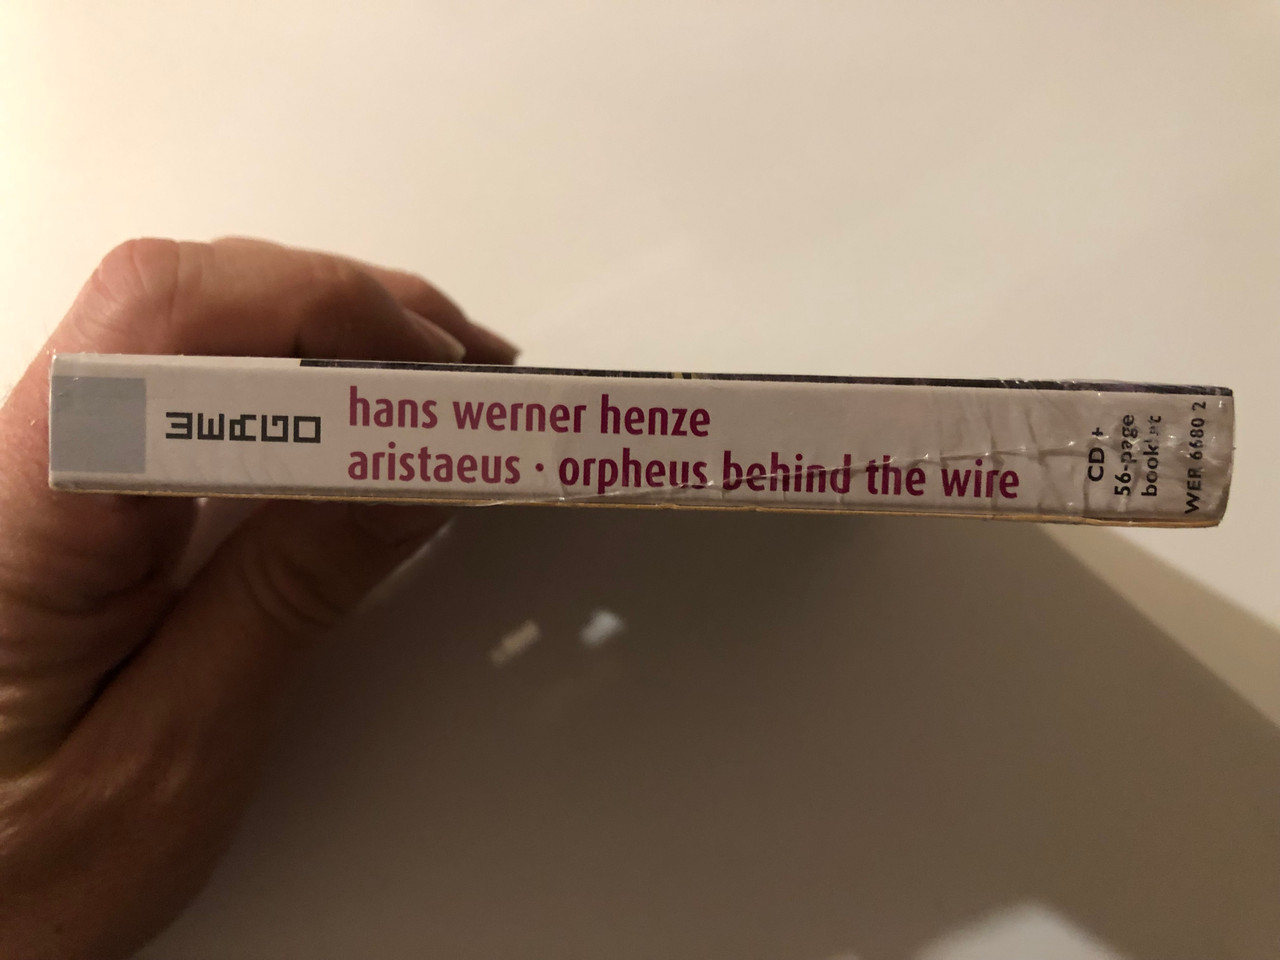 WERGO
hans werner henze
aristaeus · orpheus behind the wire
CD +
56-page
booklet
WER 6680 2